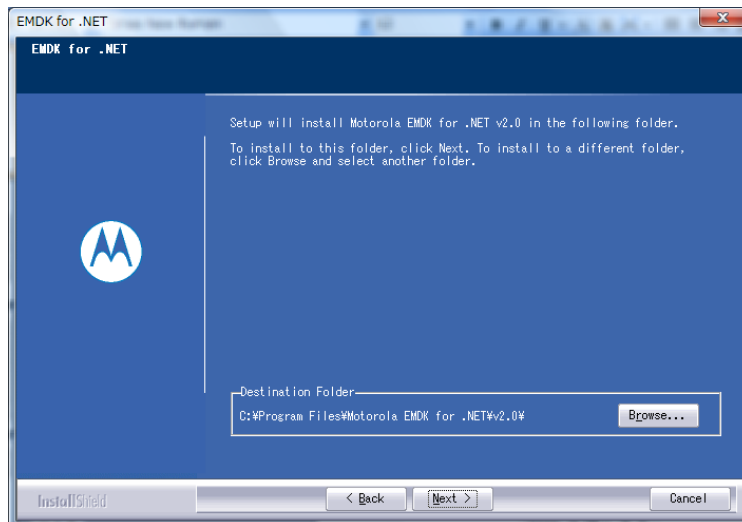 EMDK for .NET
EMDK for .NET
Setup will install Motorola EMDK for .NET v2.0 in the following folder.
To install to this folder, click Next. To install to a different folder,
click Browse and select another folder.
Destination Folder
C:¥Program Files¥Motorola EMDK for .NET¥v2.0¥
Browse...
InstallShield
< Back
Next >
Cancel